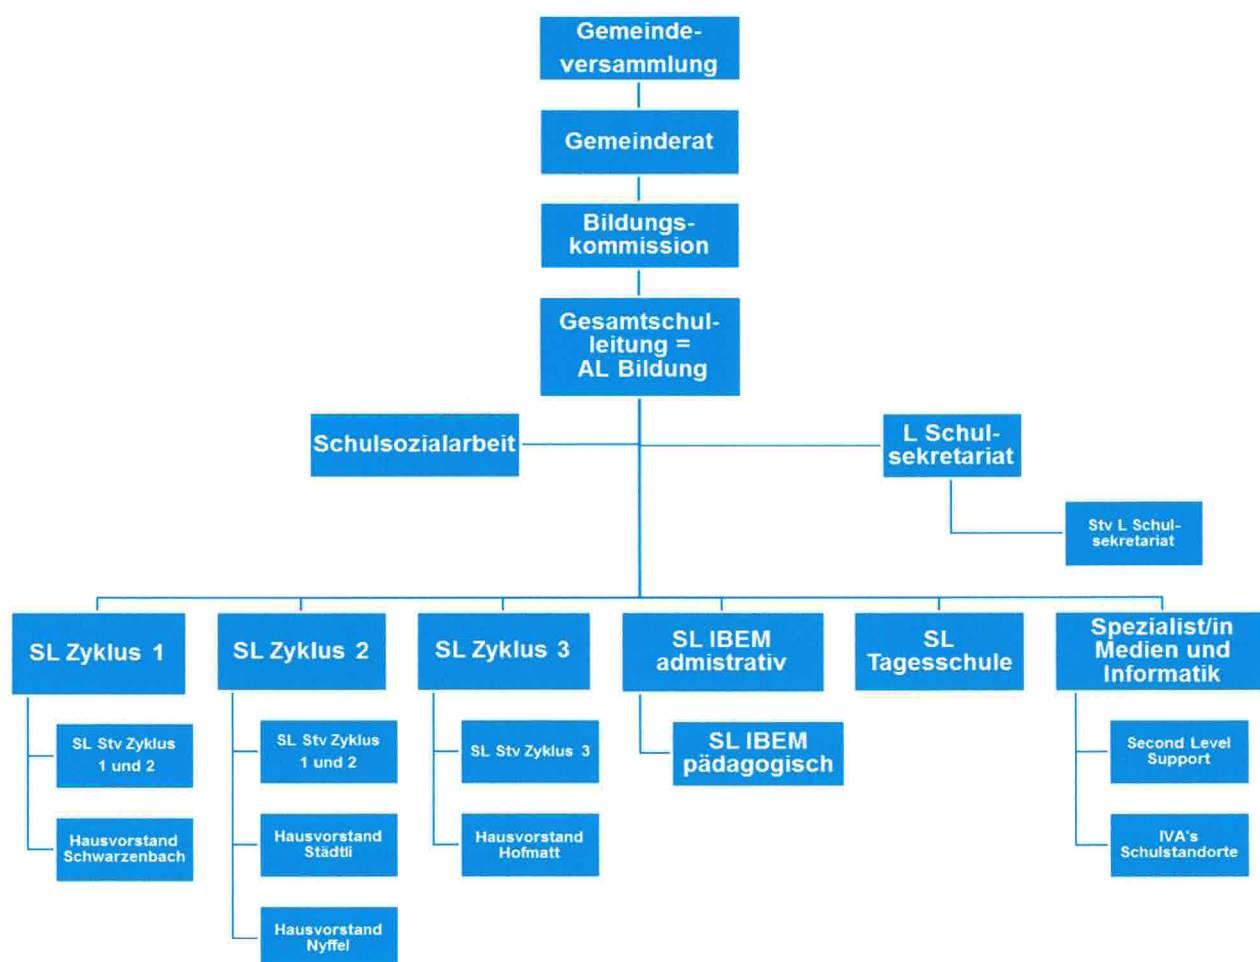 Gemeinde-
versammlung
Gemeinderat
Bildungs-
kommission
Gesamtschul-
leitung =
AL Bildung
Schulsozialarbeit
L Schul-
sekretariat
Stv L Schul-
sekretariat
SL Zyklus 1
SL Zyklus 2
SL Zyklus 3
SL IBEM
admistrativ
SL
Tagesschule
Spezialist/in
Medien und
Informatik
SL Stv Zyklus
1 und 2
SL Stv Zyklus
1 und 2
SL Stv Zyklus 3
SL IBEM
pädagogisch
Second Level
Support
Hausvorstand
Schwarzenbach
Hausvorstand
Städtli
Hausvorstand
Hofmatt
IVA's
Schulstandorte
Hausvorstand
Nyffel